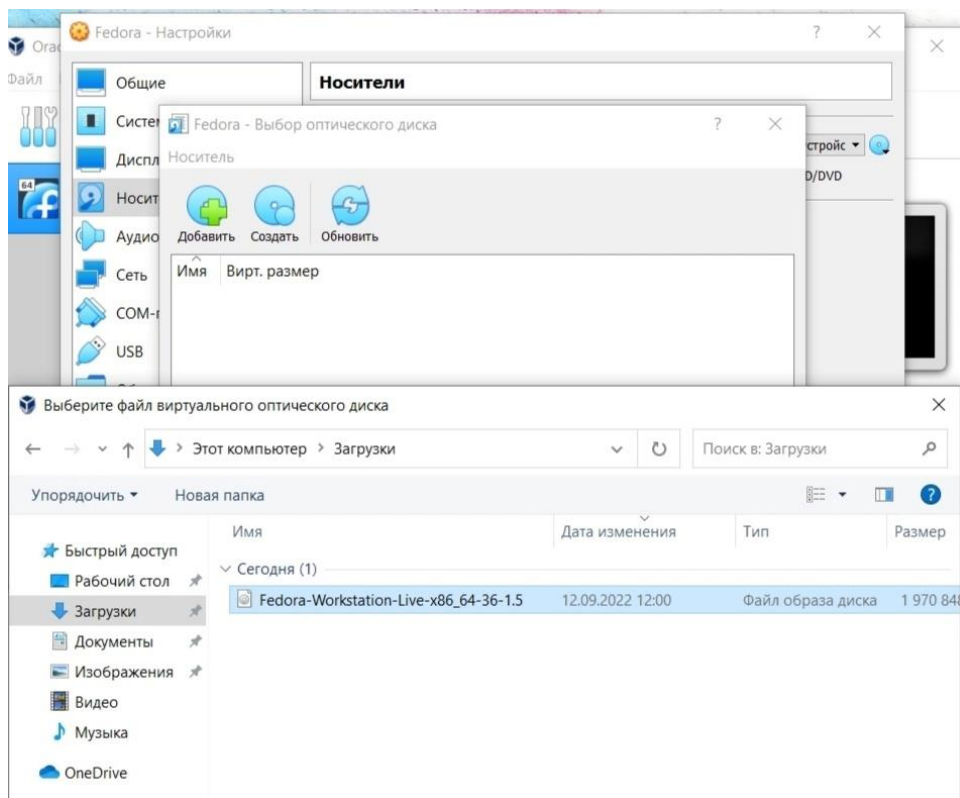 Fedora - Настройки
?
Orac
Файл
Общие
Носители
Систем
Fedora - Выбор оптического диска
?
Диспл
Носитель
стройс
D/DVD
64
Носит
Аудио
Добавить Создать Обновить
Сеть
Имя Вирт. размер
COM-п
USB
Выберите файл виртуального оптического диска
Этот компьютер > Загрузки
Поиск в: Загрузки
Упорядочить Новая папка
?
Имя Дата изменения Тип Размер
Быстрый доступ
Сегодня (1)
Рабочий стол
Fedora-Workstation-Live-x86_64-36-1.5 12.09.2022 12:00 Файл образа диска 1 970 848
Загрузки
Документы
Изображения
Видео
Музыка
OneDrive